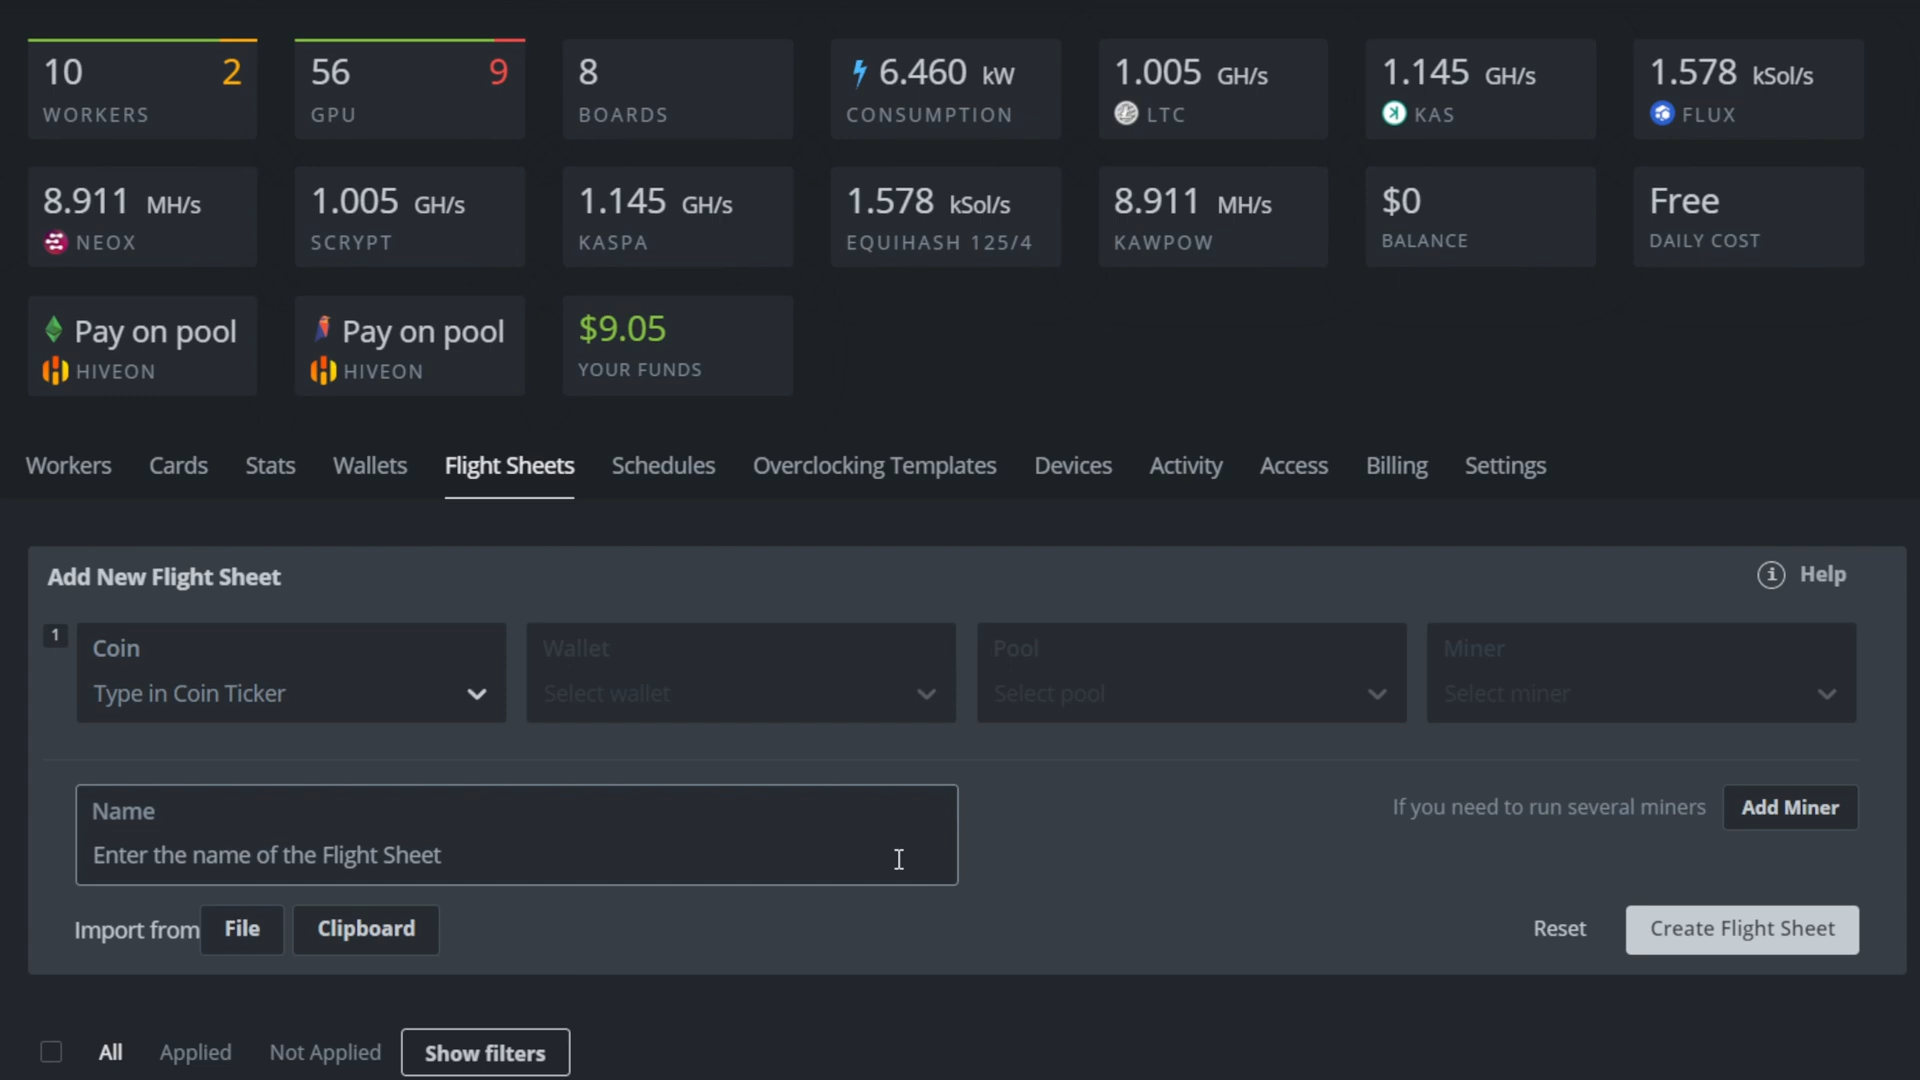 10 2
WORKERS
56 9
GPU
8
BOARDS
6.460 kW
CONSUMPTION
1.005 GH/s
LTC
1.145 GH/s
KAS
1.578 kSol/s
FLUX
8.911 MH/s
NEOX
1.005 GH/s
SCRYPT
1.145 GH/s
KASPA
1.578 kSol/s
EQUIHASH 125/4
8.911 MH/s
KAWPOW
$0
BALANCE
Free
DAILY COST
Pay on pool
HIVEON
Pay on pool
HIVEON
$9.05
YOUR FUNDS
Workers Cards Stats Wallets Flight Sheets Schedules Overclocking Templates Devices Activity Access Billing Settings
Add New Flight Sheet
Help
1
Coin
Type in Coin Ticker
Wallet
Select wallet
Pool
Select pool
Miner
Select miner
Name
Enter the name of the Flight Sheet
If you need to run several miners Add Miner
Import from File Clipboard
Reset Create Flight Sheet
All Applied Not Applied Show filters